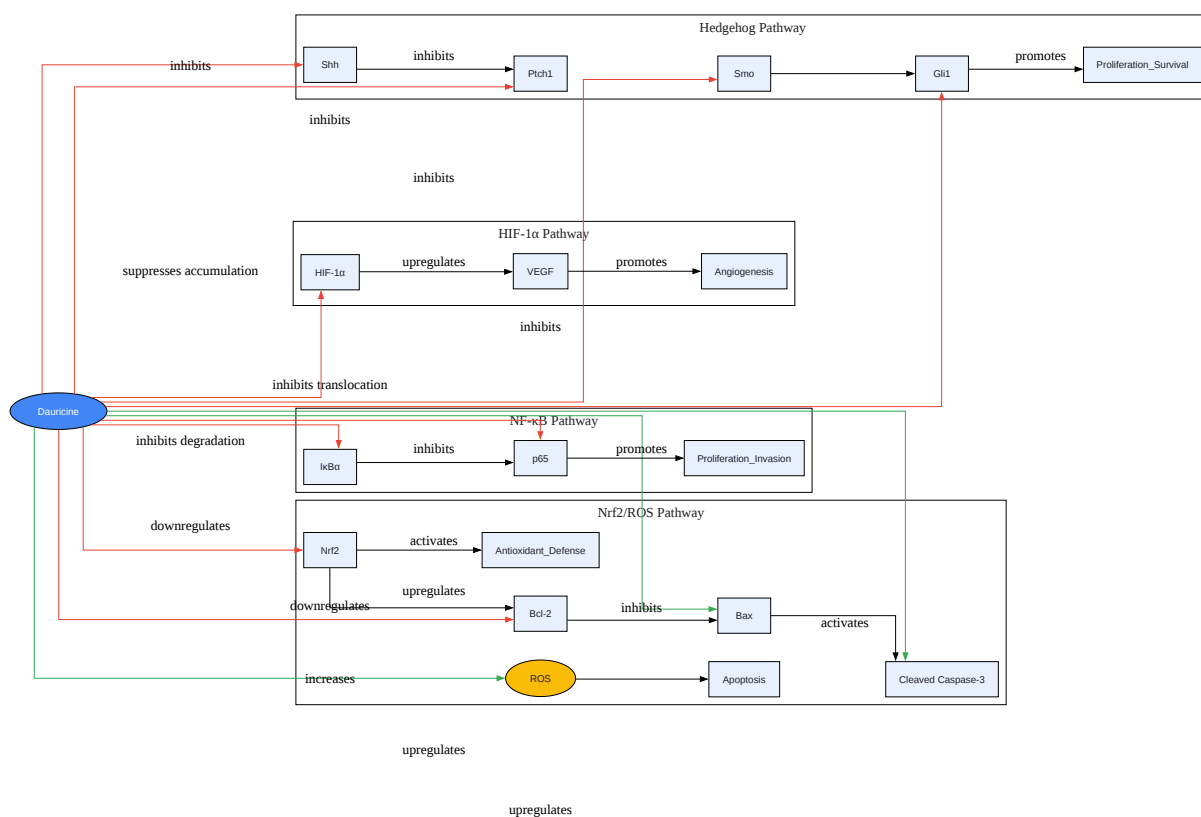 Hedgehog Pathway
Shh
inhibits
Ptch1
Smo
Gli1
promotes
Proliferation_Survival
inhibits
inhibits
inhibits
HIF-1α Pathway
suppresses accumulation
HIF-1α
upregulates
VEGF
promotes
Angiogenesis
inhibits
inhibits translocation
Dauricine
NF-κB Pathway
inhibits degradation
IκBα
inhibits
p65
promotes
Proliferation_Invasion
Nrf2/ROS Pathway
downregulates
Nrf2
activates
Antioxidant_Defense
upregulates
downregulates
Bcl-2
inhibits
Bax
activates
increases
ROS
Apoptosis
Cleaved Caspase-3
upregulates
upregulates